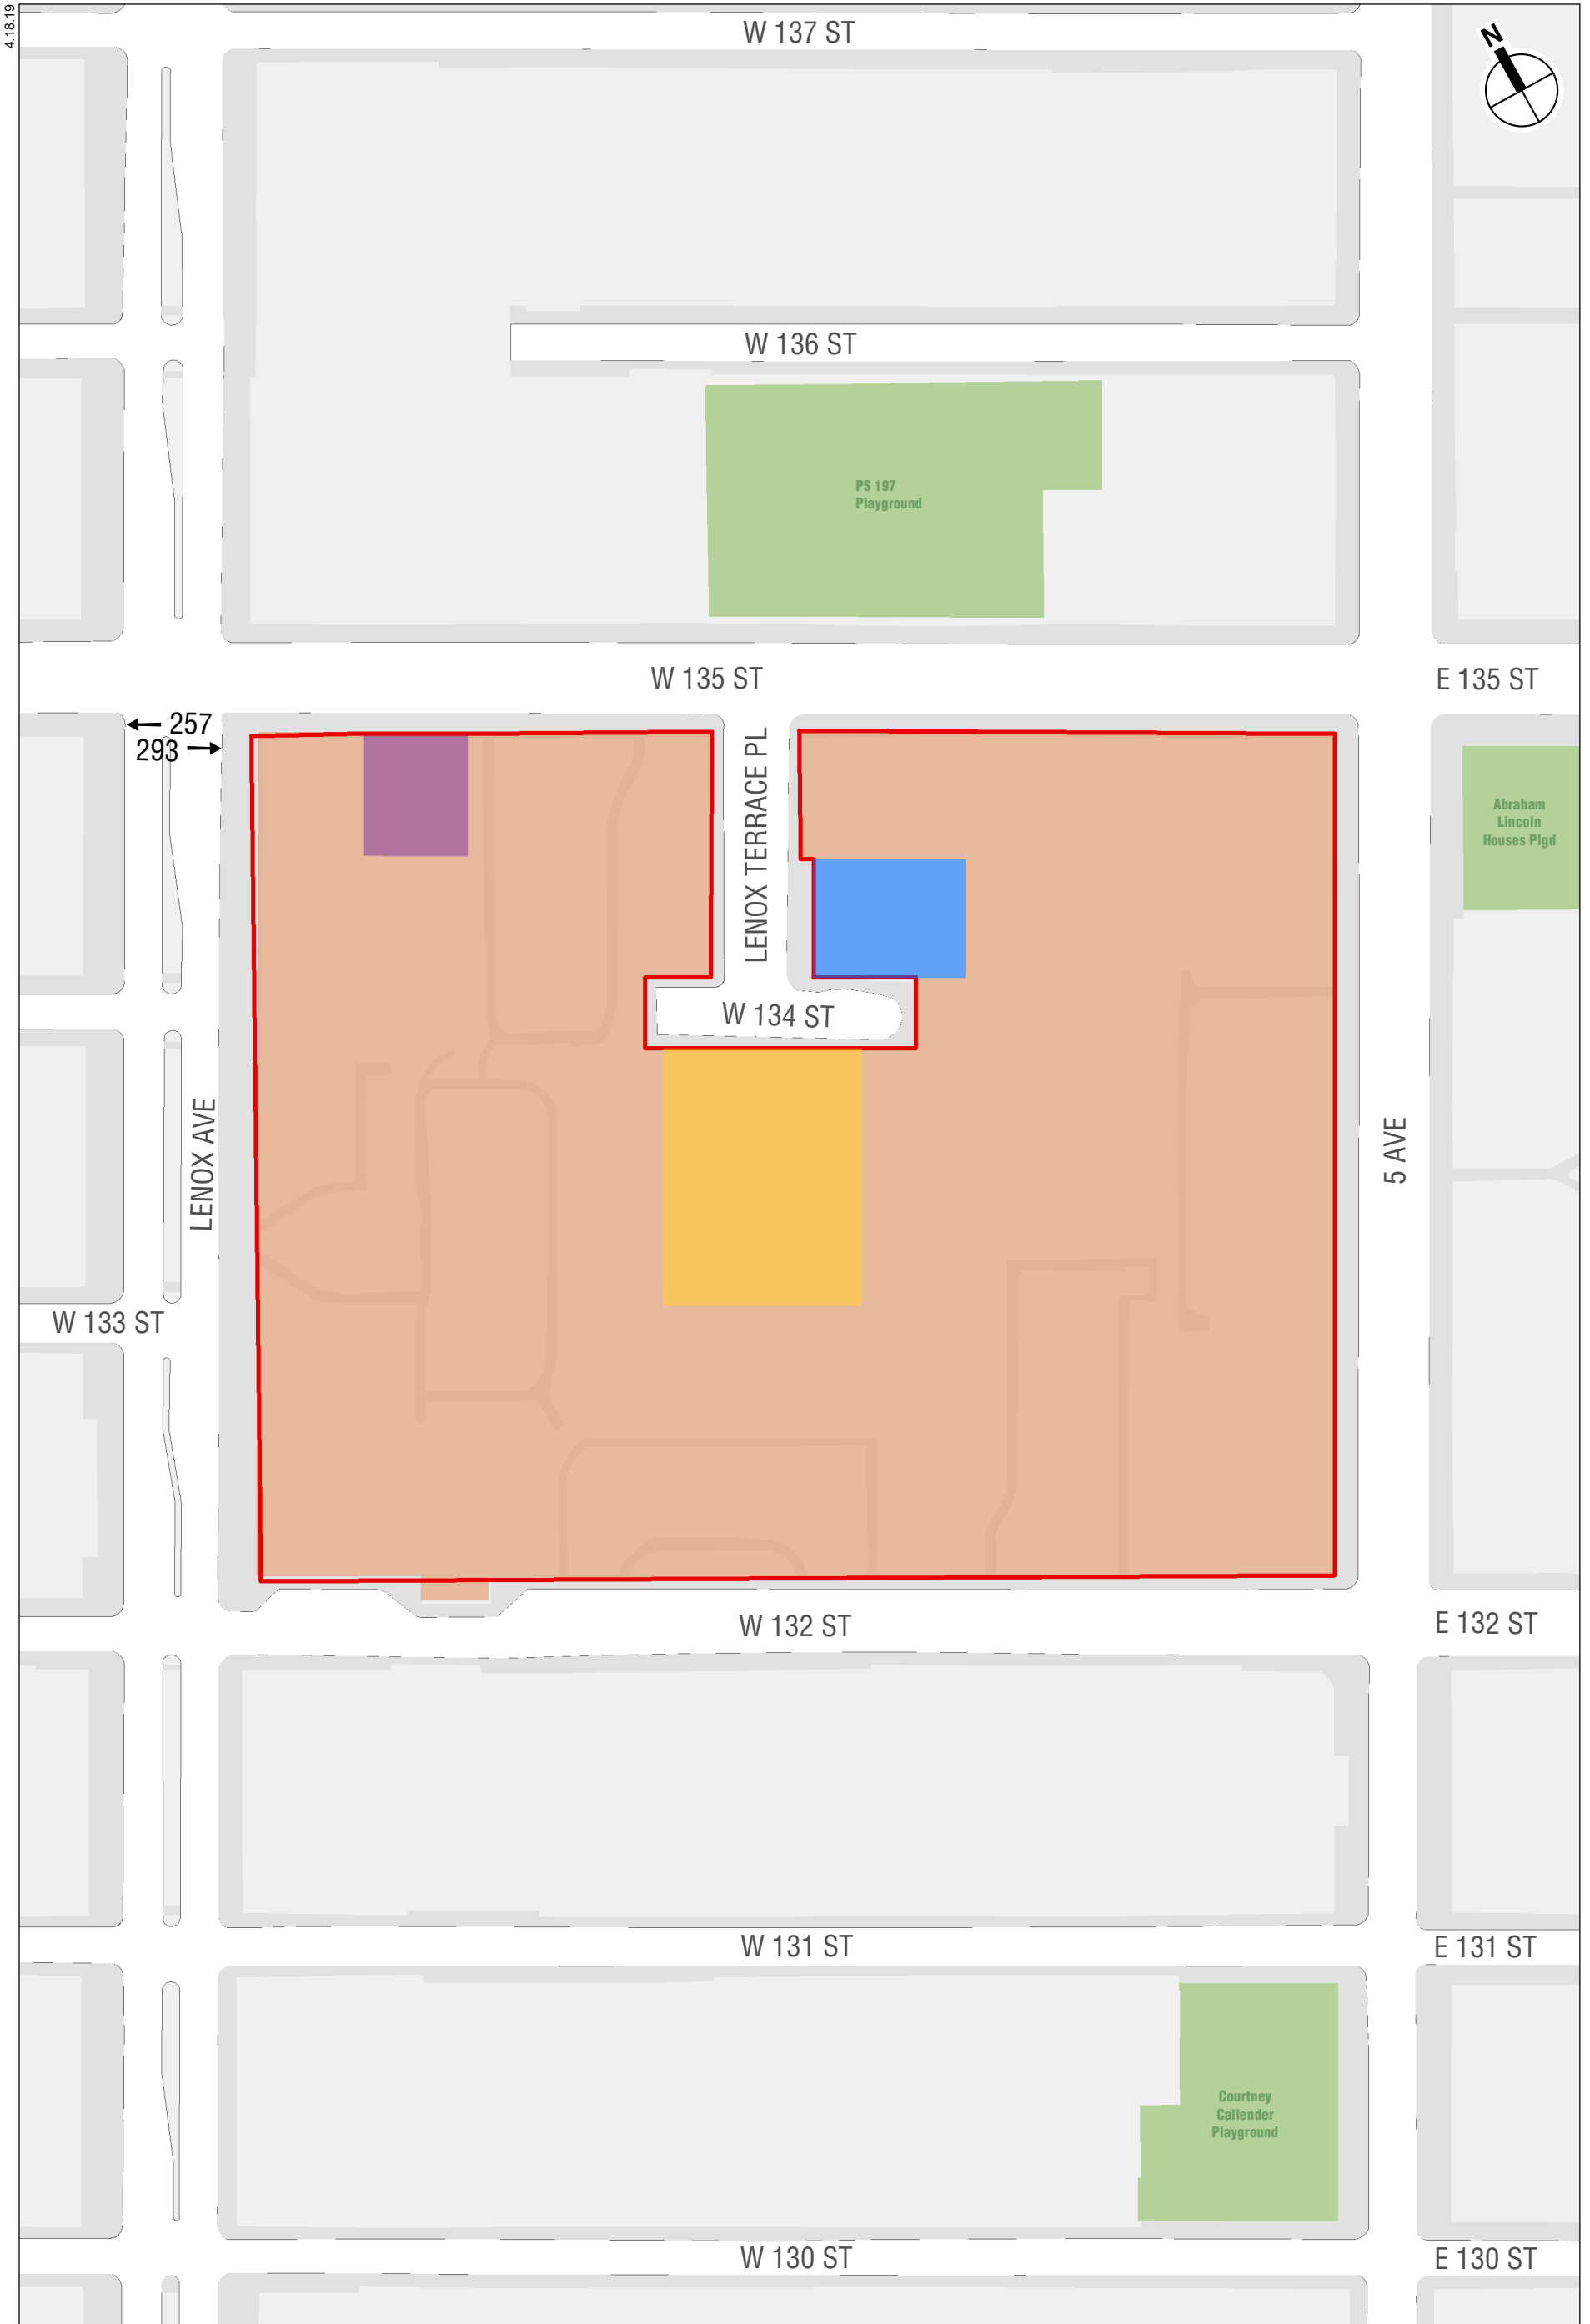 4.18.19
W 137 ST
N
W 136 ST
PS 197
Playground
W 135 ST
E 135 ST
257
293
LENOX TERRACE PL
Abraham
Lincoln
Houses Plgd
W 134 ST
LENOX AVE
5 AVE
W 133 ST
W 132 ST
E 132 ST
W 131 ST
E 131 ST
Courtney
Callender
Playground
W 130 ST
E 130 ST